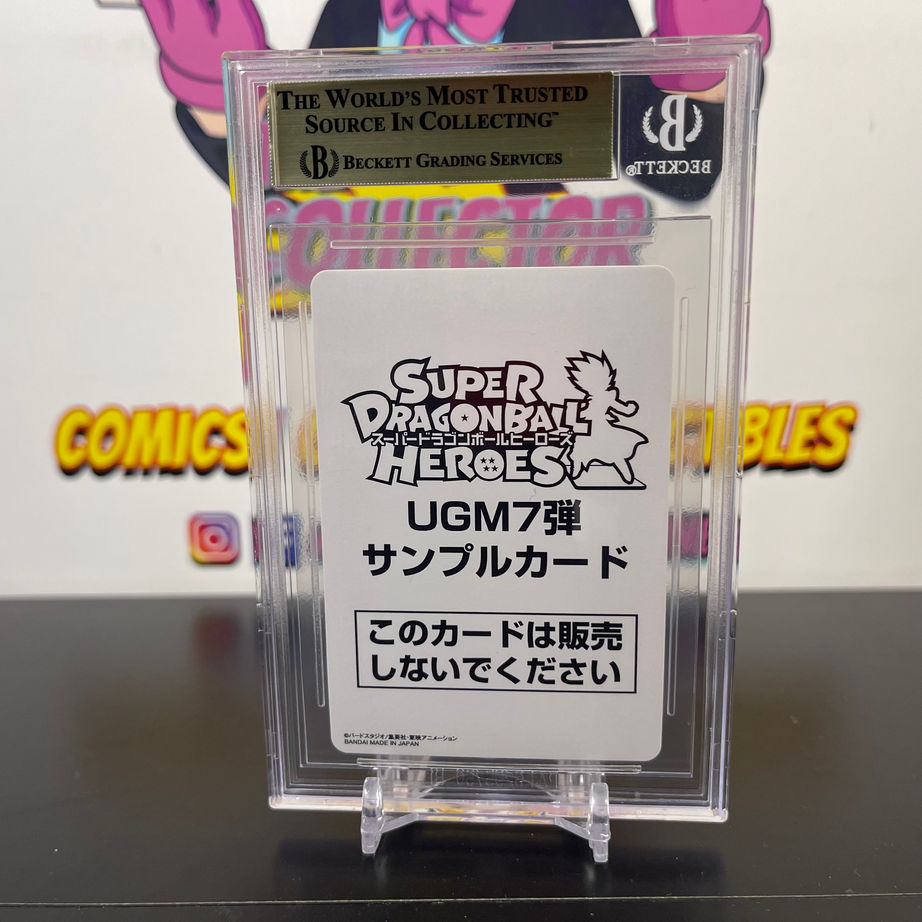 THE WORLD'S MOST TRUSTED
SOURCE IN COLLECTING™
B BECKETT GRADING SERVICES
B
BECKETT®
COLLECTOR
SUPER
DRAGONBALL
スーパードラゴンボールヒーローズ
HEROES
COMICS
BLES
UGM7弾
サンプルカード
このカードは販売
しないでください
©バードスタジオ/集英社・東映アニメーション
BANDAI MADE IN JAPAN